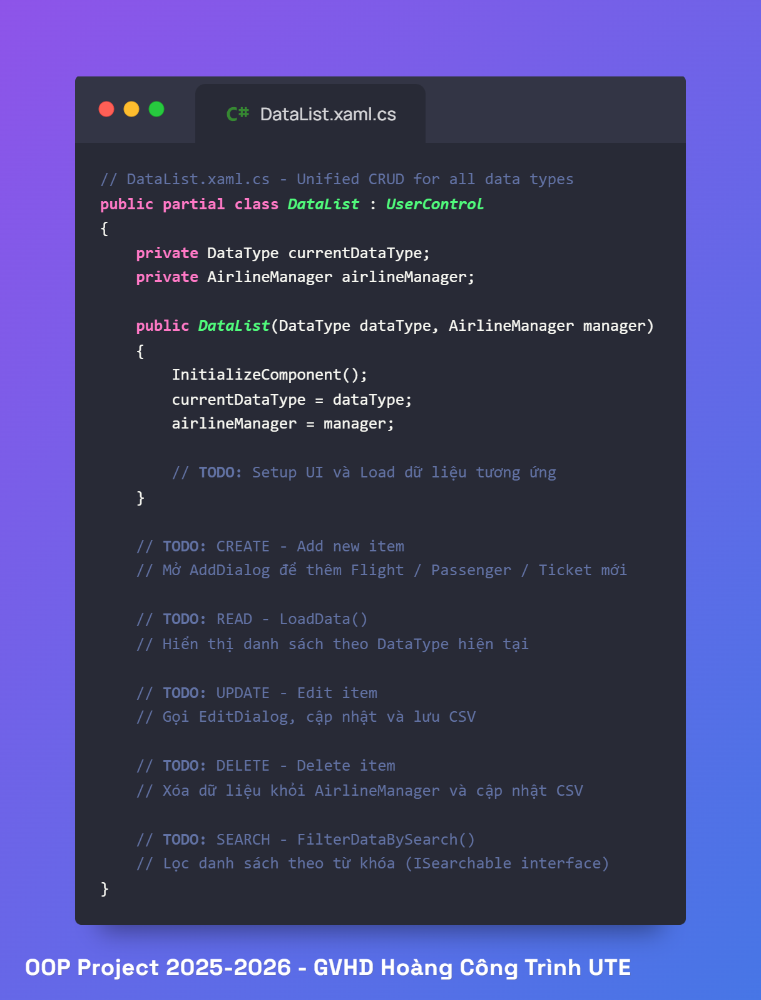 C# DataList.xaml.cs
// DataList.xaml.cs - Unified CRUD for all data types
public partial class DataList : UserControl
{
    private DataType currentDataType;
    private AirlineManager airlineManager;

    public DataList(DataType dataType, AirlineManager manager)
    {
        InitializeComponent();
        currentDataType = dataType;
        airlineManager = manager;

        // TODO: Setup UI và Load dữ liệu tương ứng
    }

    // TODO: CREATE - Add new item
    // Mở AddDialog để thêm Flight / Passenger / Ticket mới

    // TODO: READ - LoadData()
    // Hiển thị danh sách theo DataType hiện tại

    // TODO: UPDATE - Edit item
    // Gọi EditDialog, cập nhật và lưu CSV

    // TODO: DELETE - Delete item
    // Xóa dữ liệu khỏi AirlineManager và cập nhật CSV

    // TODO: SEARCH - FilterDataBySearch()
    // Lọc danh sách theo từ khóa (ISearchable interface)
}
OOP Project 2025-2026 - GVHD Hoàng Công Trình UTE